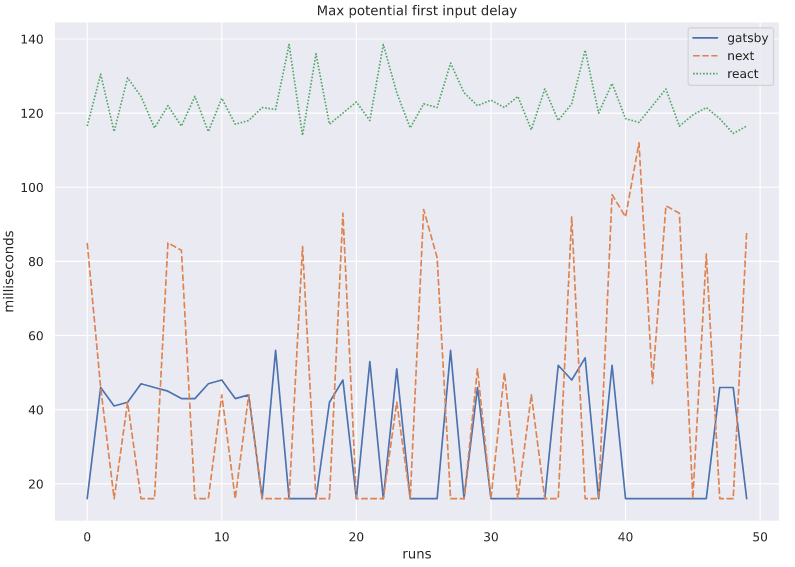 Max potential first input delay
gatsby
next
react
140
120
100
80
60
40
20
milliseconds
0 10 20 30 40 50
runs